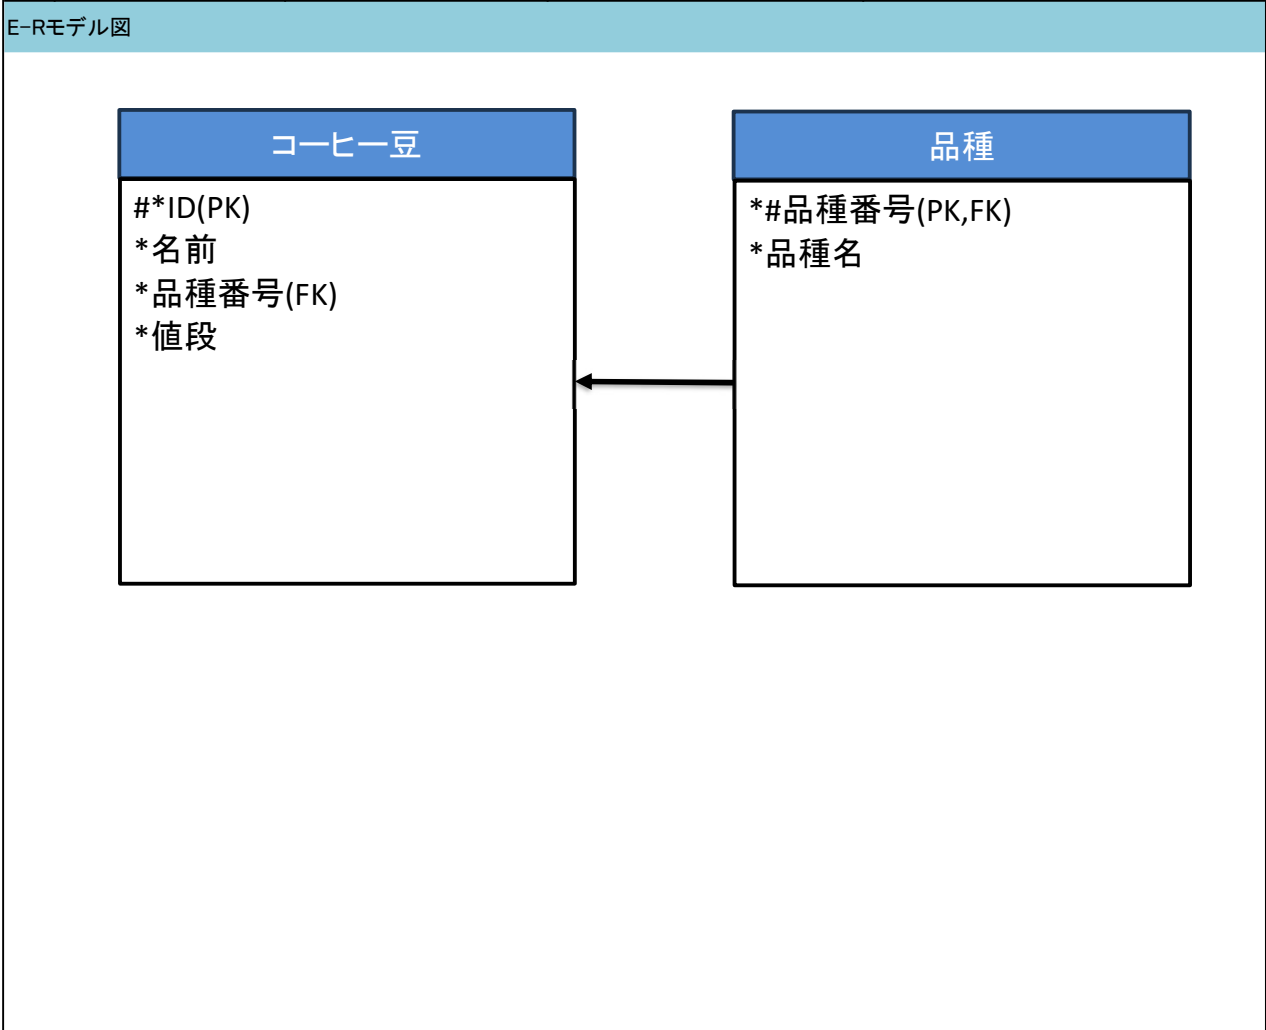 E-Rモデル図
コーヒー豆
#*ID(PK)
*名前
*品種番号(FK)
*値段
品種
*#品種番号(PK,FK)
*品種名